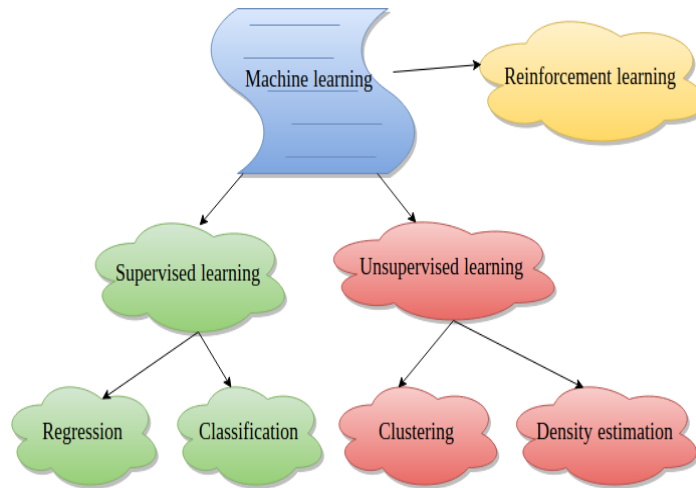 Machine learning
Reinforcement learning
Supervised learning
Unsupervised learning
Regression
Classification
Clustering
Density estimation